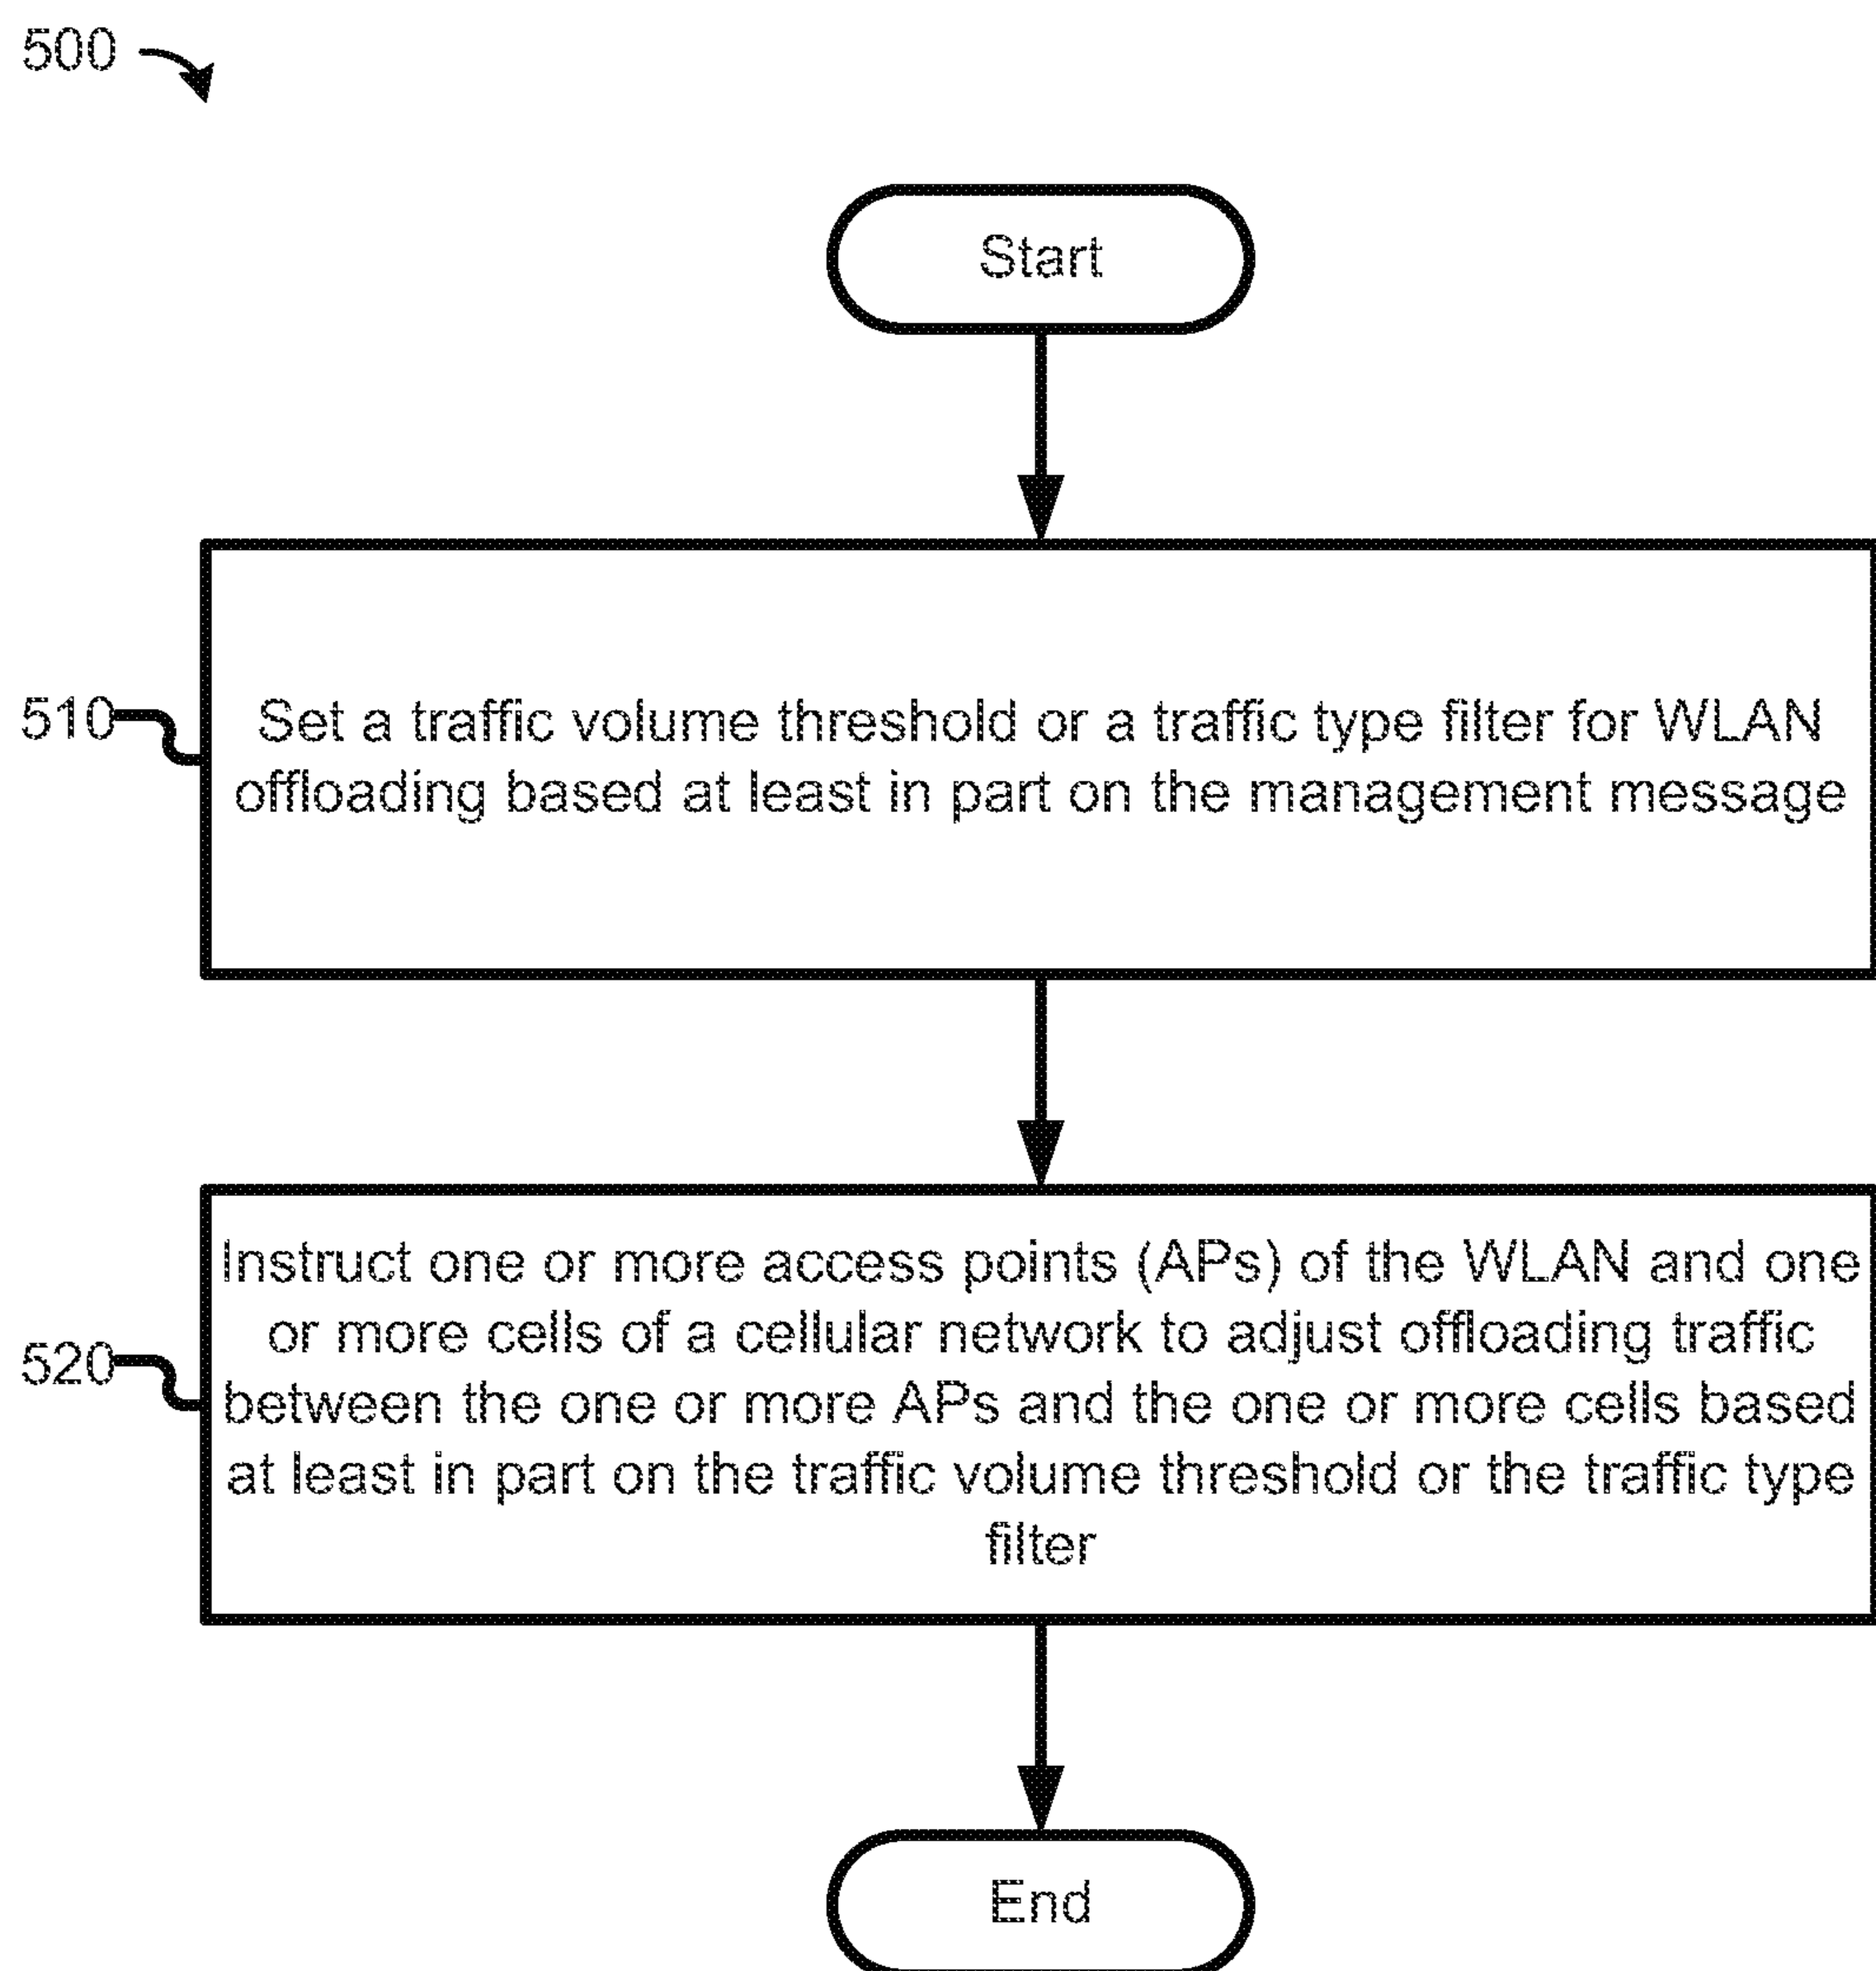 500
Start
510
Set a traffic volume threshold or a traffic type filter for WLAN
offloading based at least in part on the management message
Instruct one or more access points (APs) of the WLAN and one
or more cells of a cellular network to adjust offloading traffic
520
between the one or more APs and the one or more cells based
at least in part on the traffic volume threshold or the traffic type
filter
End